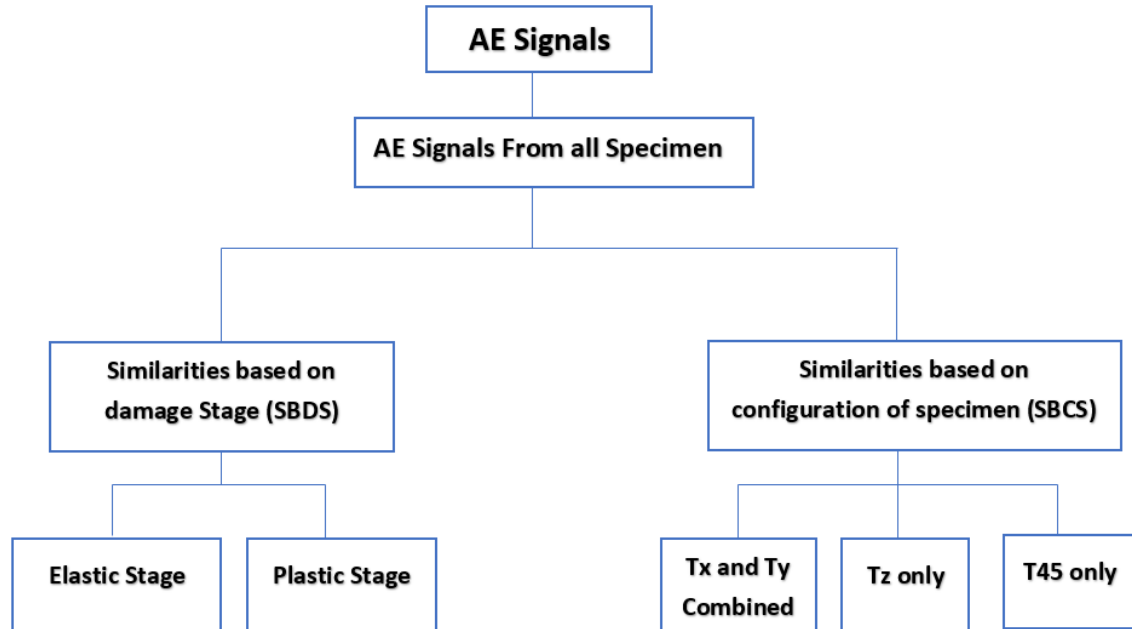 AE Signals
AE Signals From all Specimen
Similarities based on
damage Stage (SBDS)
Similarities based on
configuration of specimen (SBCS)
Elastic Stage
Plastic Stage
Tx and Ty
Combined
Tz only
T45 only